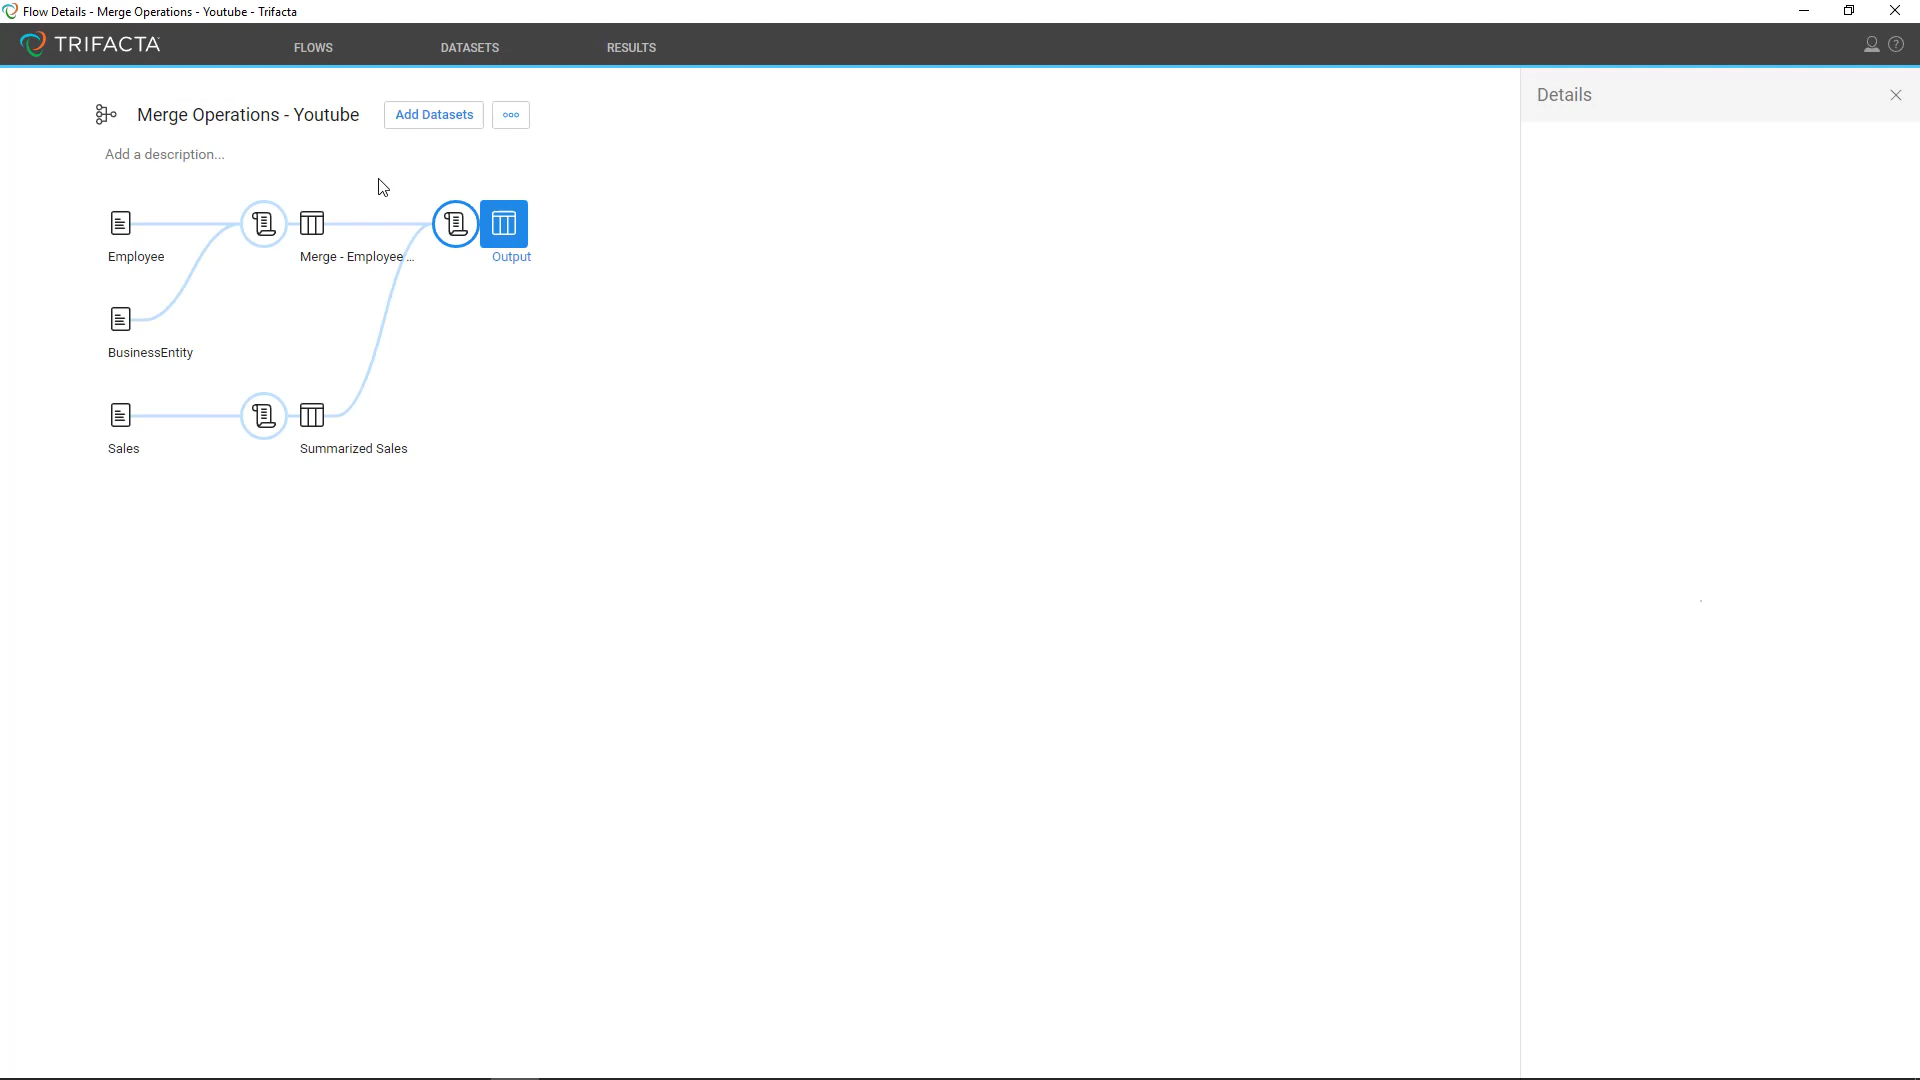 Flow Details - Merge Operations - Youtube - Trifacta
TRIFACTA
FLOWS
DATASETS
RESULTS
?
Merge Operations - Youtube
Add Datasets
Details
Add a description...
Employee
Merge - Employee ...
Output
BusinessEntity
Sales
Summarized Sales